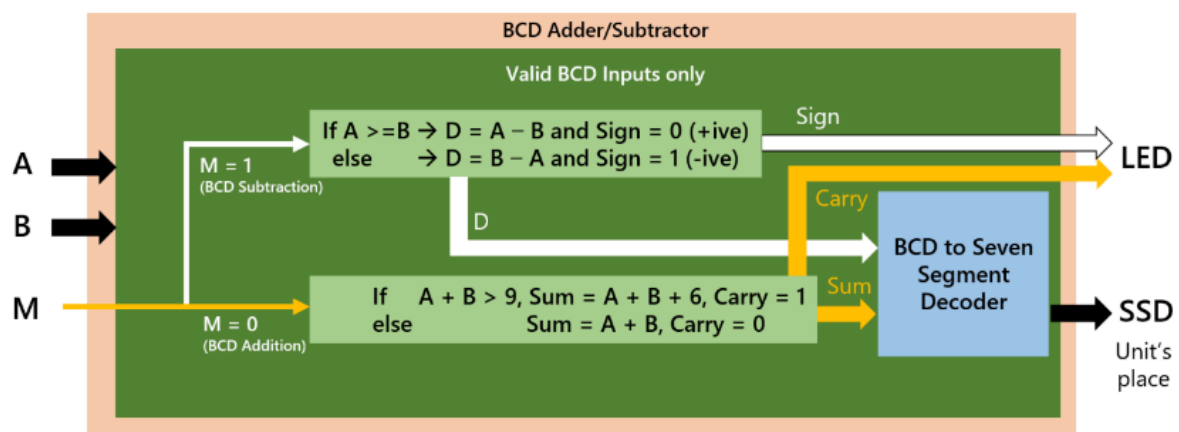 BCD Adder/Subtractor
Valid BCD Inputs only
If A >=B → D = A – B and Sign = 0 (+ive)
else → D = B – A and Sign = 1 (-ive)
Sign
LED
A
M = 1
(BCD Subtraction)
Carry
B
D
BCD to Seven
Segment
Decoder
If A + B > 9, Sum = A + B + 6, Carry = 1
else Sum = A + B, Carry = 0
Sum
M
M = 0
(BCD Addition)
SSD
Unit's
place